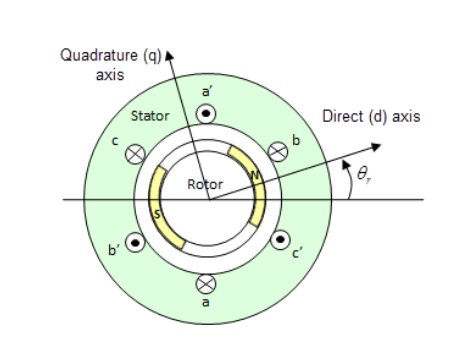 Quadrature (q)
axis
a'
Stator
Direct (d) axis
c
b
N
θr
Rotor
S
b'
c'
a